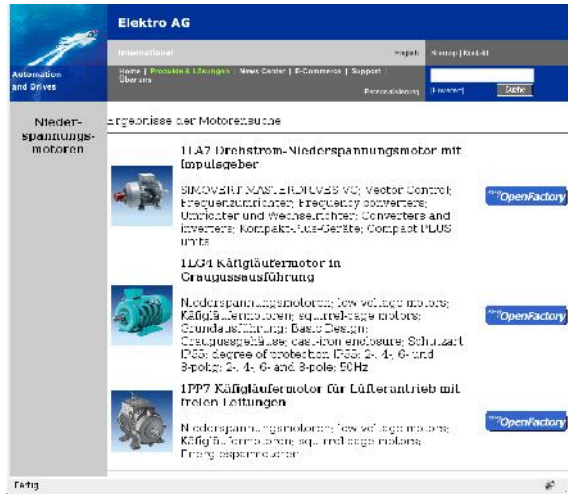 Elektro AG
International
English
Sitemap | Kontakt
Automation
and Drives
Home | Produkte & Lösungen | News Center | E-Commerce | Support |
Über uns
Personalisierung
Suche
Nieder-
spannungs-
motoren
Ergebnisse der Motorensuche
1LA7 Drehstrom-Niederspannungsmotor mit
Impulsgeber
SIMOVERT MASTERDRIVES VC; Vector Control;
Frequenzumrichter; Frequency converters;
Umrichter und Wechselrichter; Converters and
inverters; Kompakt-Plus-Geräte; Compact PLUS
units
OpenFactory
1LG4 Käfigläufermotor in
Graugussausführung
Niederspannungsmotoren; low voltage motors;
Käfigläufermotoren; squirrel-cage motors;
Grundausführung; Basic Design;
Graugussgehäuse; cast-iron enclosure; Schutzart
IP55; degree of protection IP55; 2-, 4-, 6- und
8-polig; 2-, 4-, 6- and 8-pole; 50Hz
OpenFactory
1PP7 Käfigläufermotor für Lüfterantrieb mit
freien Leitungen
Niederspannungsmotoren; low voltage motors;
Käfigläufermotoren; squirrel-cage motors;
Energiesparmotoren
OpenFactory
Fertig